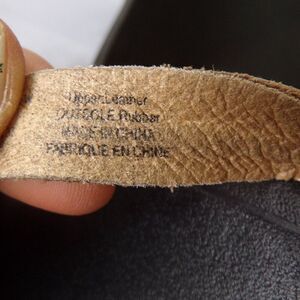 Upper Leather
OUTSOLE Rubber
MADE IN CHINA
FABRIQUE EN CHINE